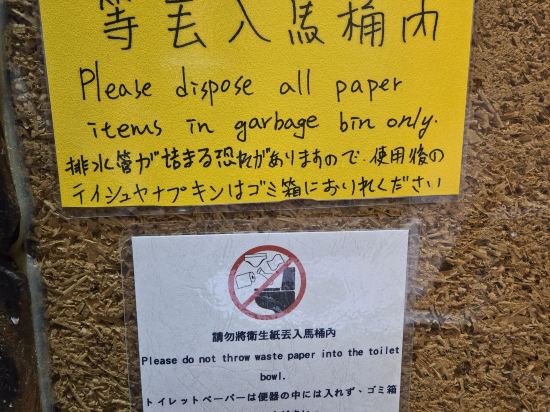 等丟入馬桶內
Please dispose all paper
items in garbage bin only.
排水管が詰まる恐れがありますので、使用後の
テイシュヤナプキンはゴミ箱におりれください
請勿將衛生紙丟入馬桶內
Please do not throw waste paper into the toilet
bowl.
トイレットペーパーは便器の中には入れず、ゴミ箱